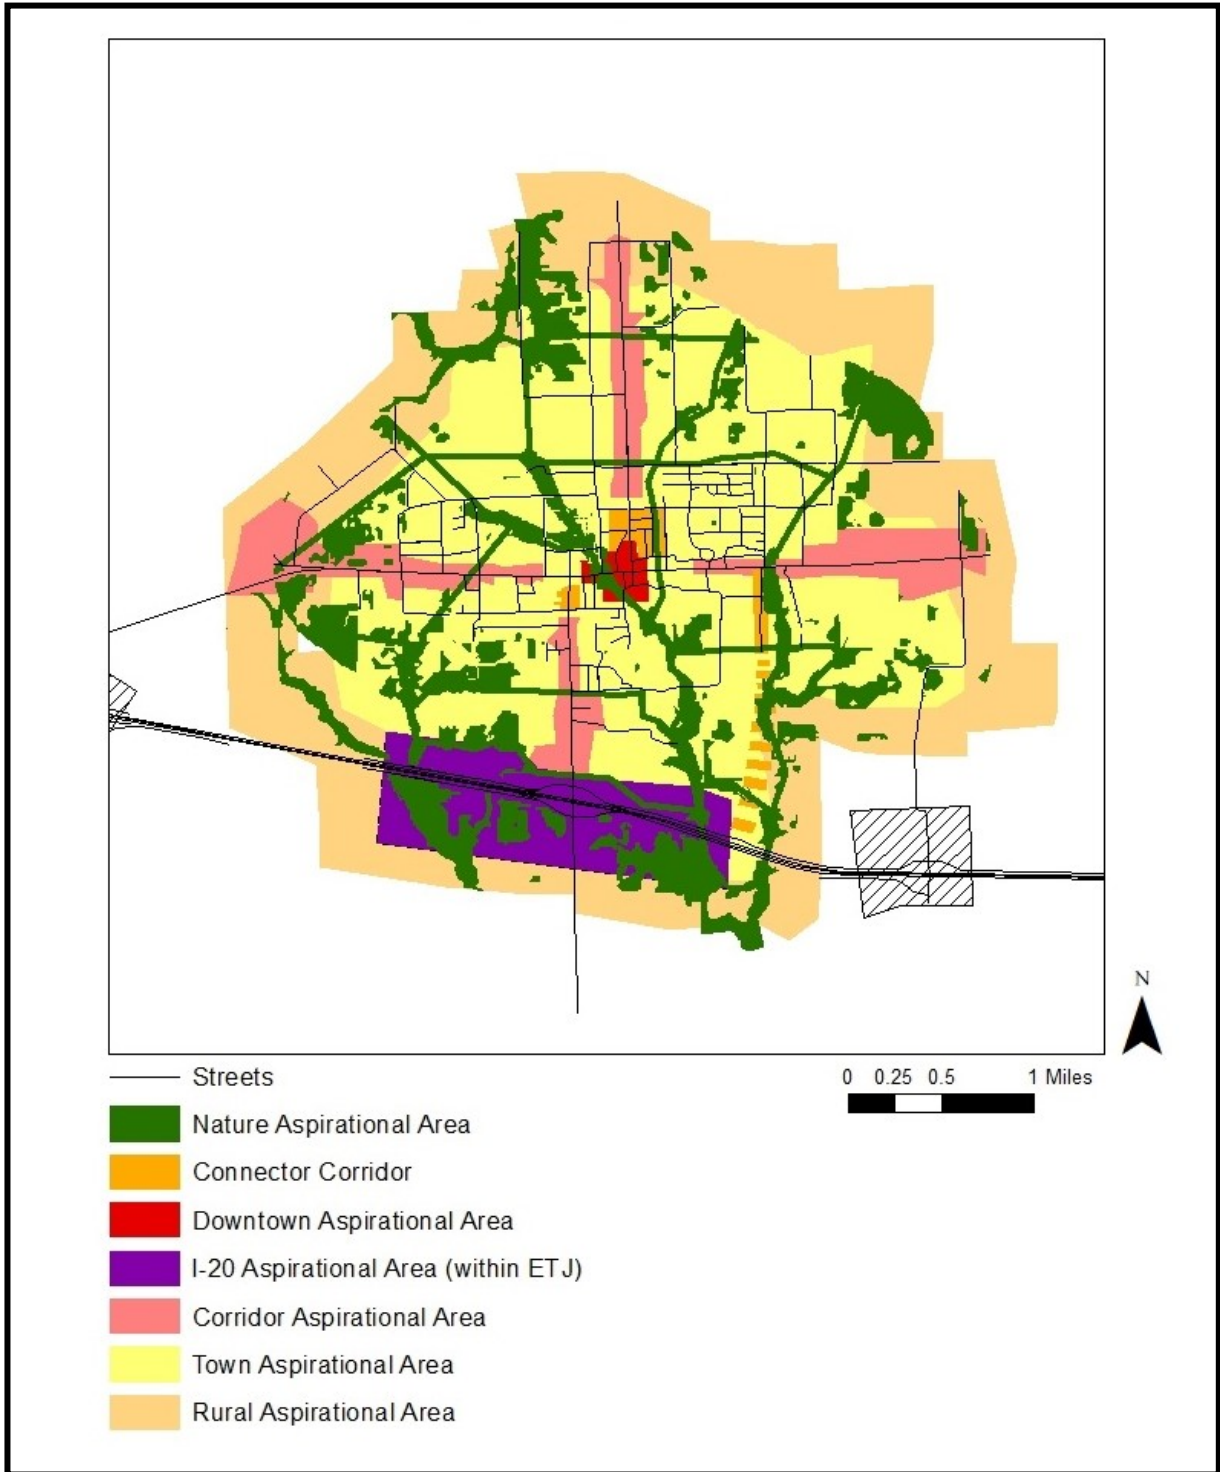 N
Streets
0 0.25 0.5 1 Miles
Nature Aspirational Area
Connector Corridor
Downtown Aspirational Area
I-20 Aspirational Area (within ETJ)
Corridor Aspirational Area
Town Aspirational Area
Rural Aspirational Area